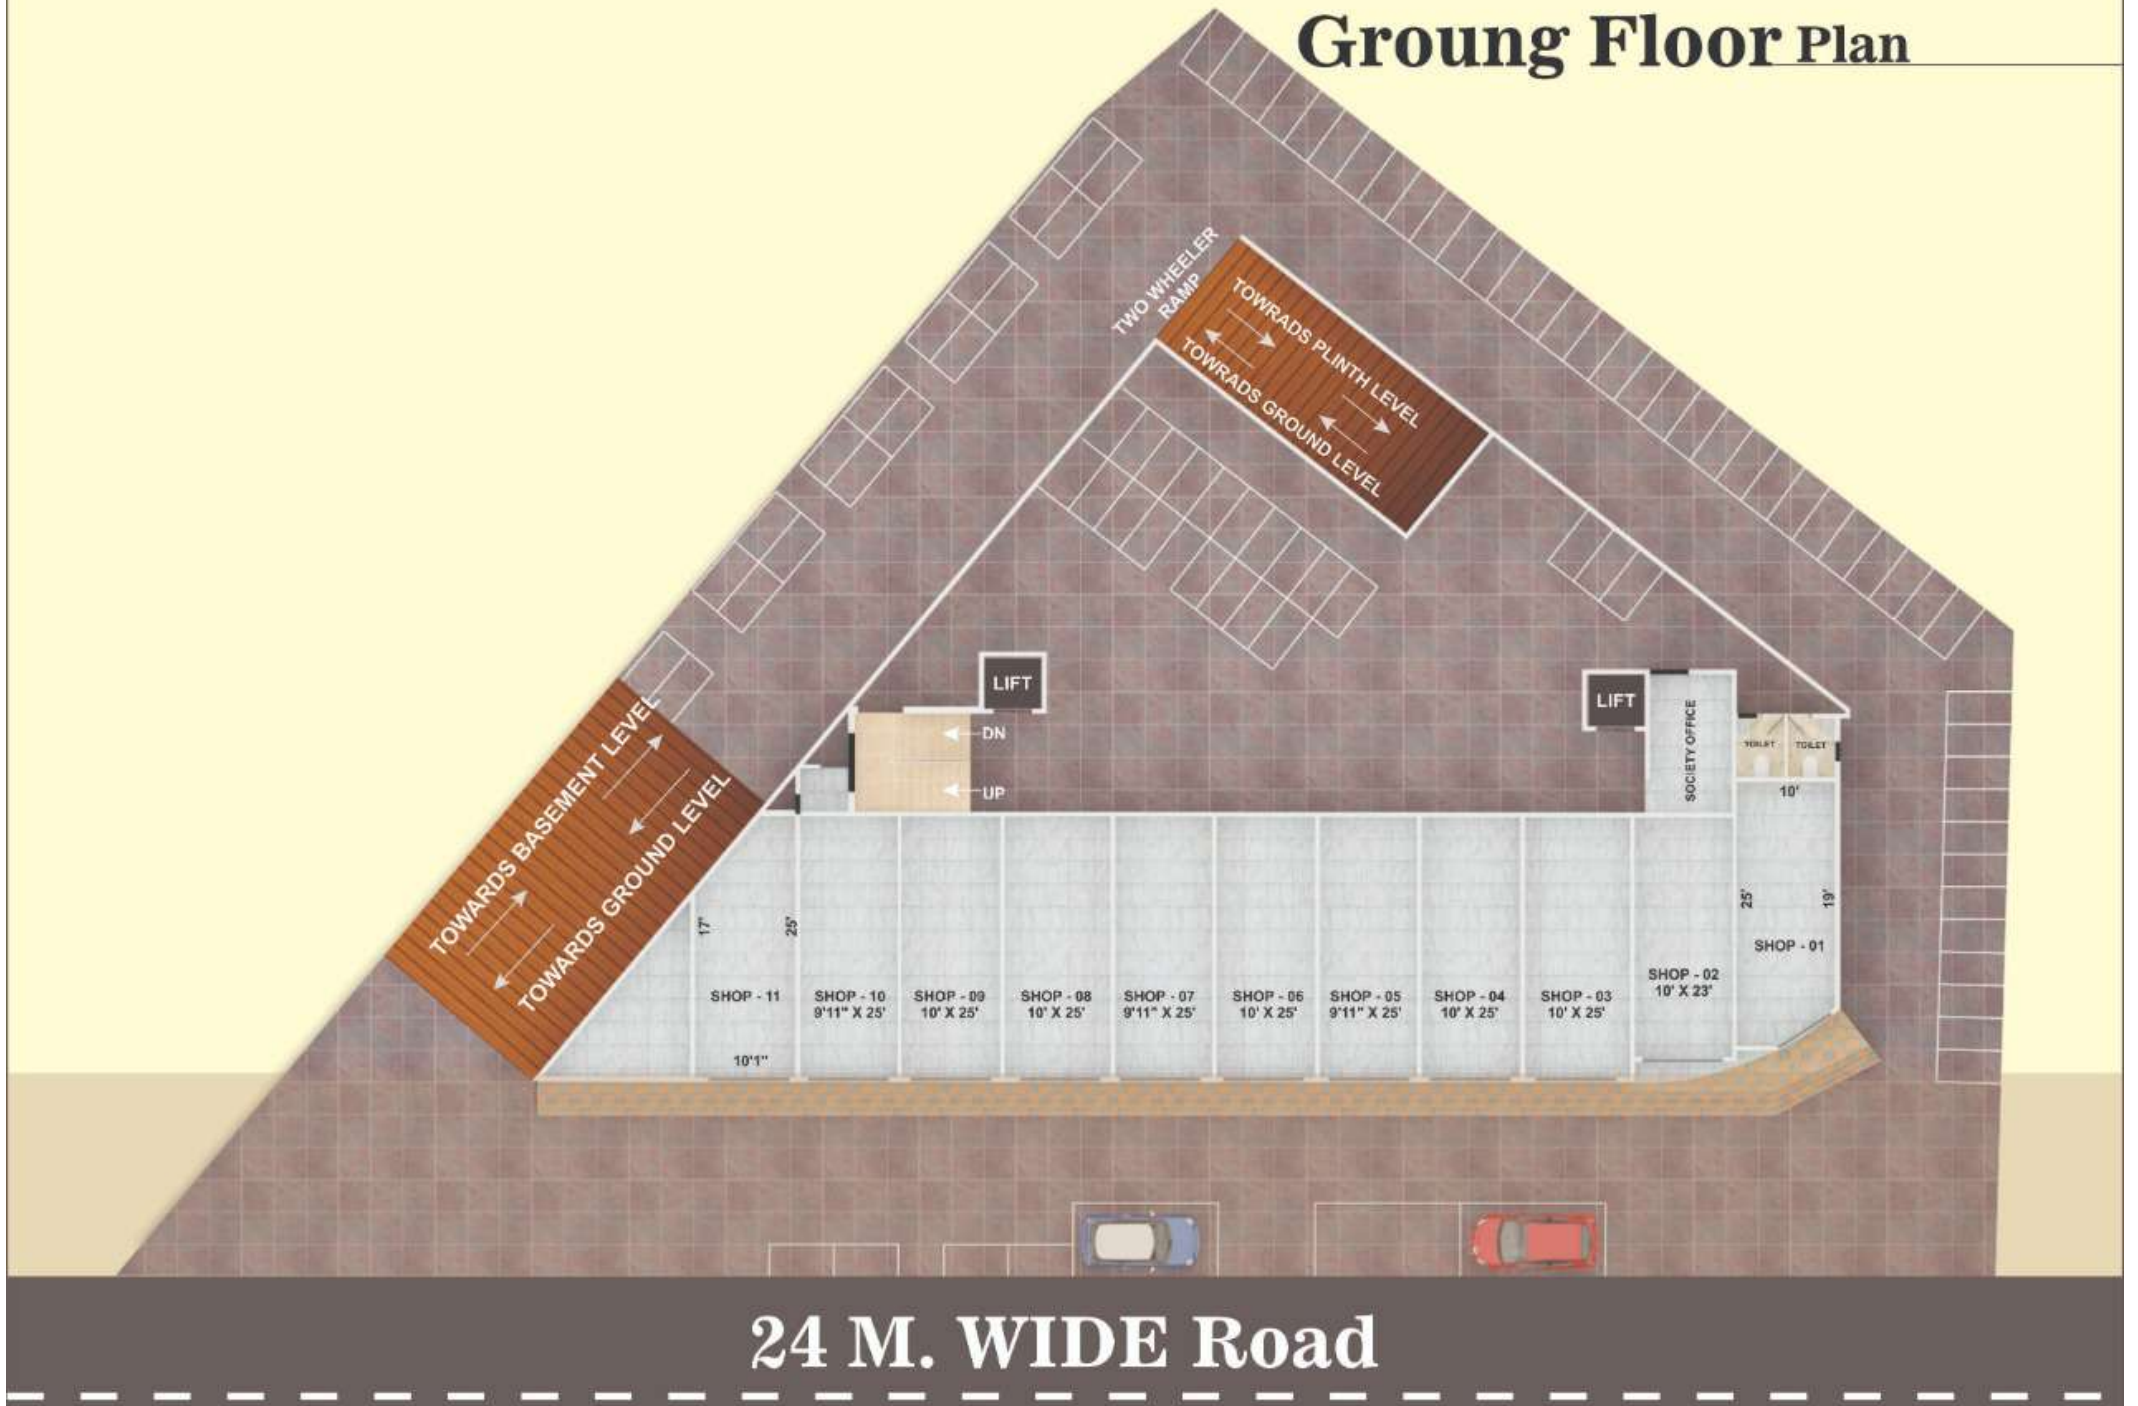 Groung Floor Plan
TWO WHEELER
RAMP
TOWRADS PLINTH LEVEL
TOWRADS GROUND LEVEL
TOWARDS BASEMENT LEVEL
TOWARDS GROUND LEVEL
LIFT
DN
UP
LIFT
SOCIETY OFFICE
TOILET
TOILET
10'
17'
25'
25'
19'
SHOP - 01
SHOP - 02
10' X 23'
SHOP - 11
10'1"
SHOP - 10
9'11" X 25'
SHOP - 09
10' X 25'
SHOP - 08
10' X 25'
SHOP - 07
9'11" X 25'
SHOP - 06
10' X 25'
SHOP - 05
9'11" X 25'
SHOP - 04
10' X 25'
SHOP - 03
10' X 25'
24 M. WIDE Road